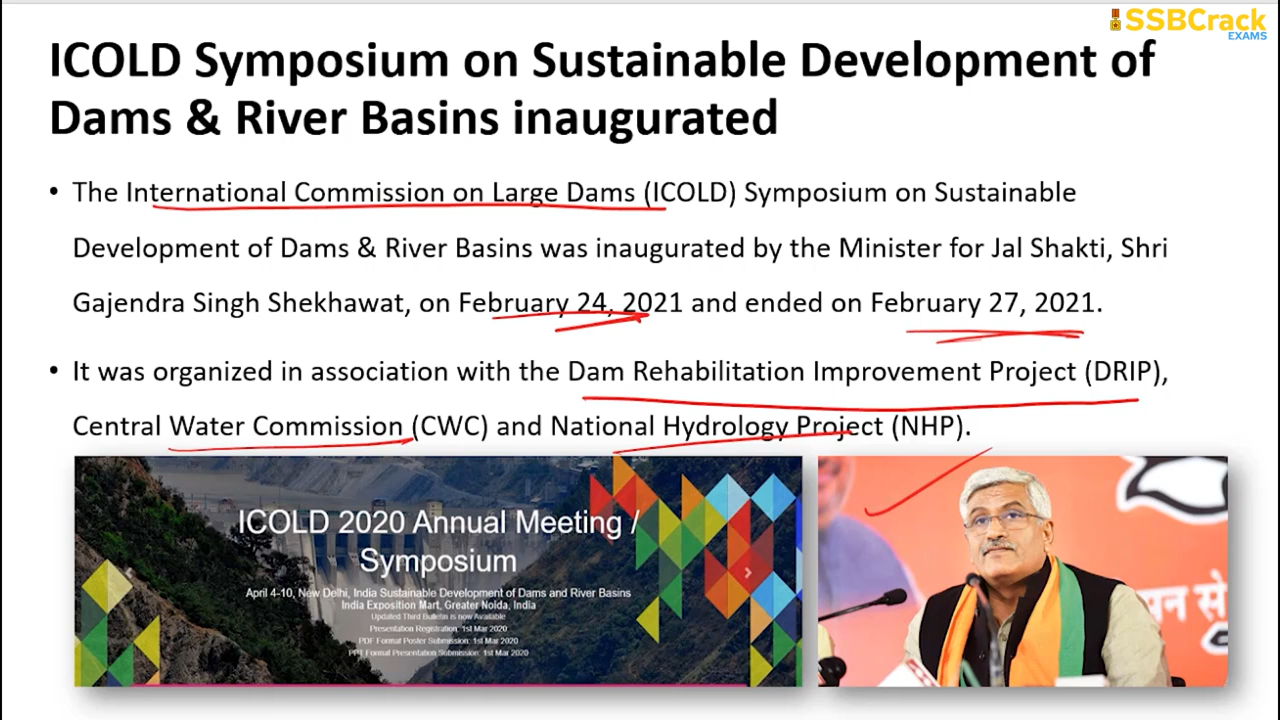 SSBCrack
EXAMS
ICOLD Symposium on Sustainable Development of
Dams & River Basins inaugurated
• The International Commission on Large Dams (ICOLD) Symposium on Sustainable
Development of Dams & River Basins was inaugurated by the Minister for Jal Shakti, Shri
Gajendra Singh Shekhawat, on February 24, 2021 and ended on February 27, 2021.
• It was organized in association with the Dam Rehabilitation Improvement Project (DRIP),
Central Water Commission (CWC) and National Hydrology Project (NHP).
ICOLD 2020 Annual Meeting /
Symposium
April 4-10, New Delhi, India Sustainable Development of Dams and River Basins
India Exposition Mart, Greater Noida, India
Updated Third Bulletin is now Available
Presentation Registration: 1st Mar 2020
PDF Format Poster Submission: 1st Mar 2020
PPT Format Presentation Submission: 1st Mar 2020